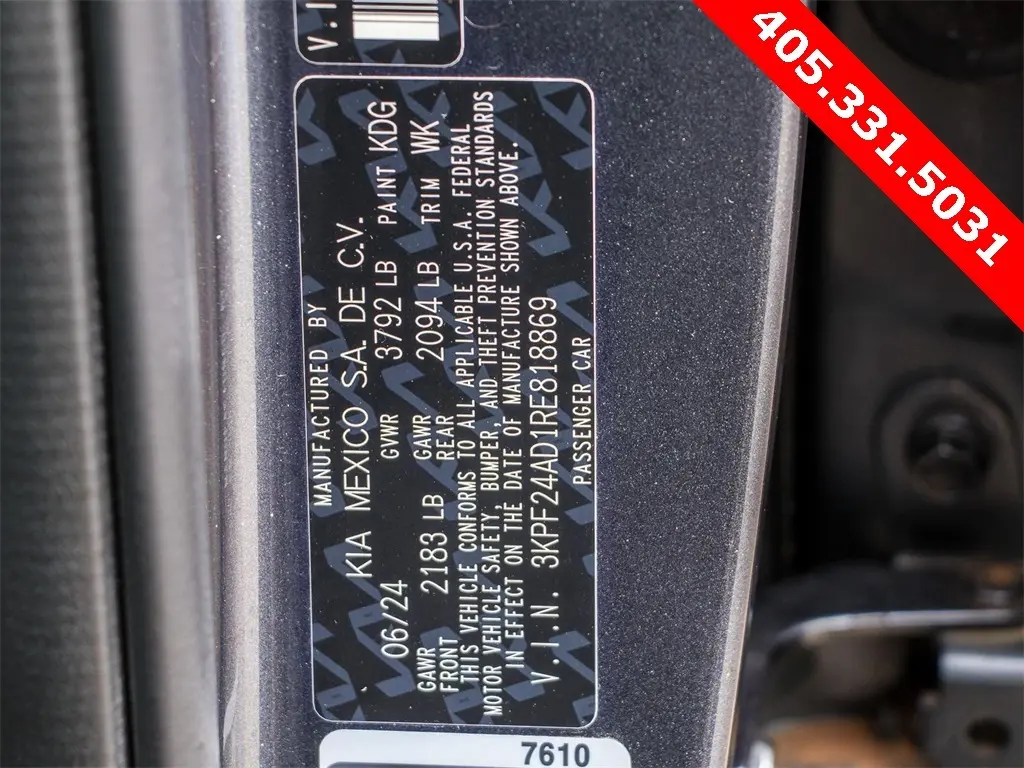 V.I
MANUFACTURED BY
KIA MEXICO S.A. DE C.V.
06/24 GVWR 3792 LB PAINT KDG
GAWR FRONT 2183 LB GAWR REAR 2094 LB TRIM WK
THIS VEHICLE CONFORMS TO ALL APPLICABLE U.S.A. FEDERAL
MOTOR VEHICLE SAFETY, BUMPER, AND THEFT PREVENTION STANDARDS
IN EFFECT ON THE DATE OF MANUFACTURE SHOWN ABOVE.
V.I.N. 3KPF24AD1RE818869
PASSENGER CAR
7610
405.331.5031